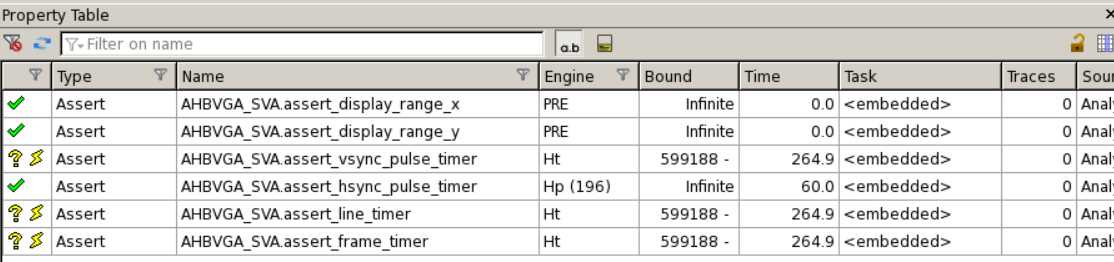 Property Table
Filter on name
a.b
Type Name Engine Bound Time Task Traces Sour
Assert AHBVGA_SVA.assert_display_range_x PRE Infinite 0.0 <embedded> 0 Analy
Assert AHBVGA_SVA.assert_display_range_y PRE Infinite 0.0 <embedded> 0 Analy
Assert AHBVGA_SVA.assert_vsync_pulse_timer Ht 599188 - 264.9 <embedded> 0 Analy
Assert AHBVGA_SVA.assert_hsync_pulse_timer Hp (196) Infinite 60.0 <embedded> 0 Analy
Assert AHBVGA_SVA.assert_line_timer Ht 599188 - 264.9 <embedded> 0 Analy
Assert AHBVGA_SVA.assert_frame_timer Ht 599188 - 264.9 <embedded> 0 Analy